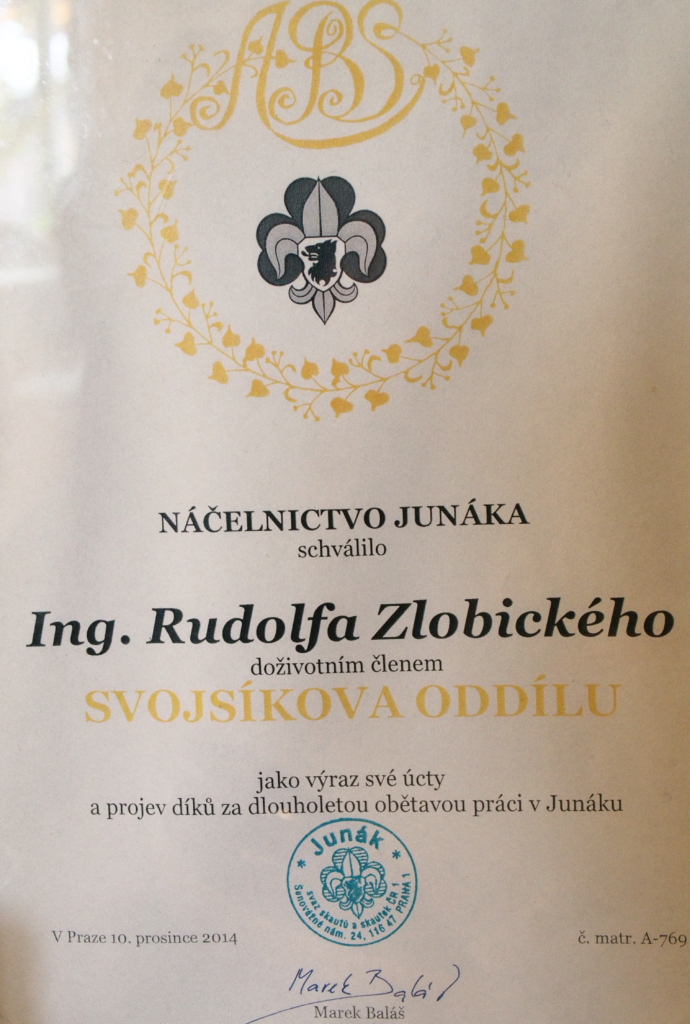 ABS
NÁČELNICTVO JUNÁKA
schválilo
Ing. Rudolfa Zlobického
doživotním členem
SVOJSÍKOVA ODDÍLU
jako výraz své úcty
a projev díků za dlouholetou obětavou práci v Junáku
* Junák *
svaz skautů a skautek ČR 1
Senovážné nám. 24, 116 47 PRAHA 1
V Praze 10. prosince 2014
č. matr. A-769
Marek Baláš
Marek Baláš